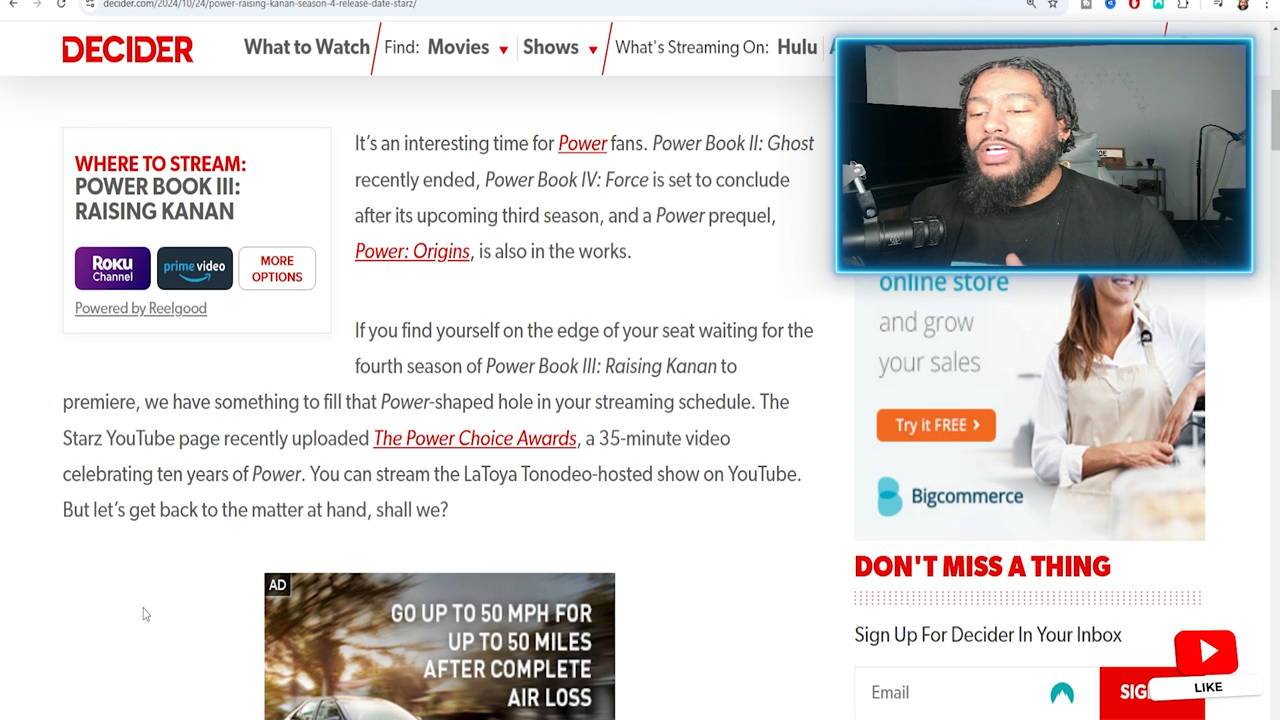 decider.com/2024/10/24/power-raising-kanan-season-4-release-date-starz/
DECIDER
What to Watch
Find: Movies
Shows
What's Streaming On: Hulu
WHERE TO STREAM:
POWER BOOK III:
RAISING KANAN
Roku
Channel
prime video
MORE
OPTIONS
Powered by Reelgood
It's an interesting time for Power fans. Power Book II: Ghost
recently ended, Power Book IV: Force is set to conclude
after its upcoming third season, and a Power prequel,
Power: Origins, is also in the works.
If you find yourself on the edge of your seat waiting for the
fourth season of Power Book III: Raising Kanan to
premiere, we have something to fill that Power-shaped hole in your streaming schedule. The
Starz YouTube page recently uploaded The Power Choice Awards, a 35-minute video
celebrating ten years of Power. You can stream the LaToya Tonodeo-hosted show on YouTube.
But let's get back to the matter at hand, shall we?
AD
GO UP TO 50 MPH FOR
UP TO 50 MILES
AFTER COMPLETE
AIR LOSS
online store
and grow
your sales
Try it FREE
Bigcommerce
DON'T MISS A THING
Sign Up For Decider In Your Inbox
Email
SIG
LIKE